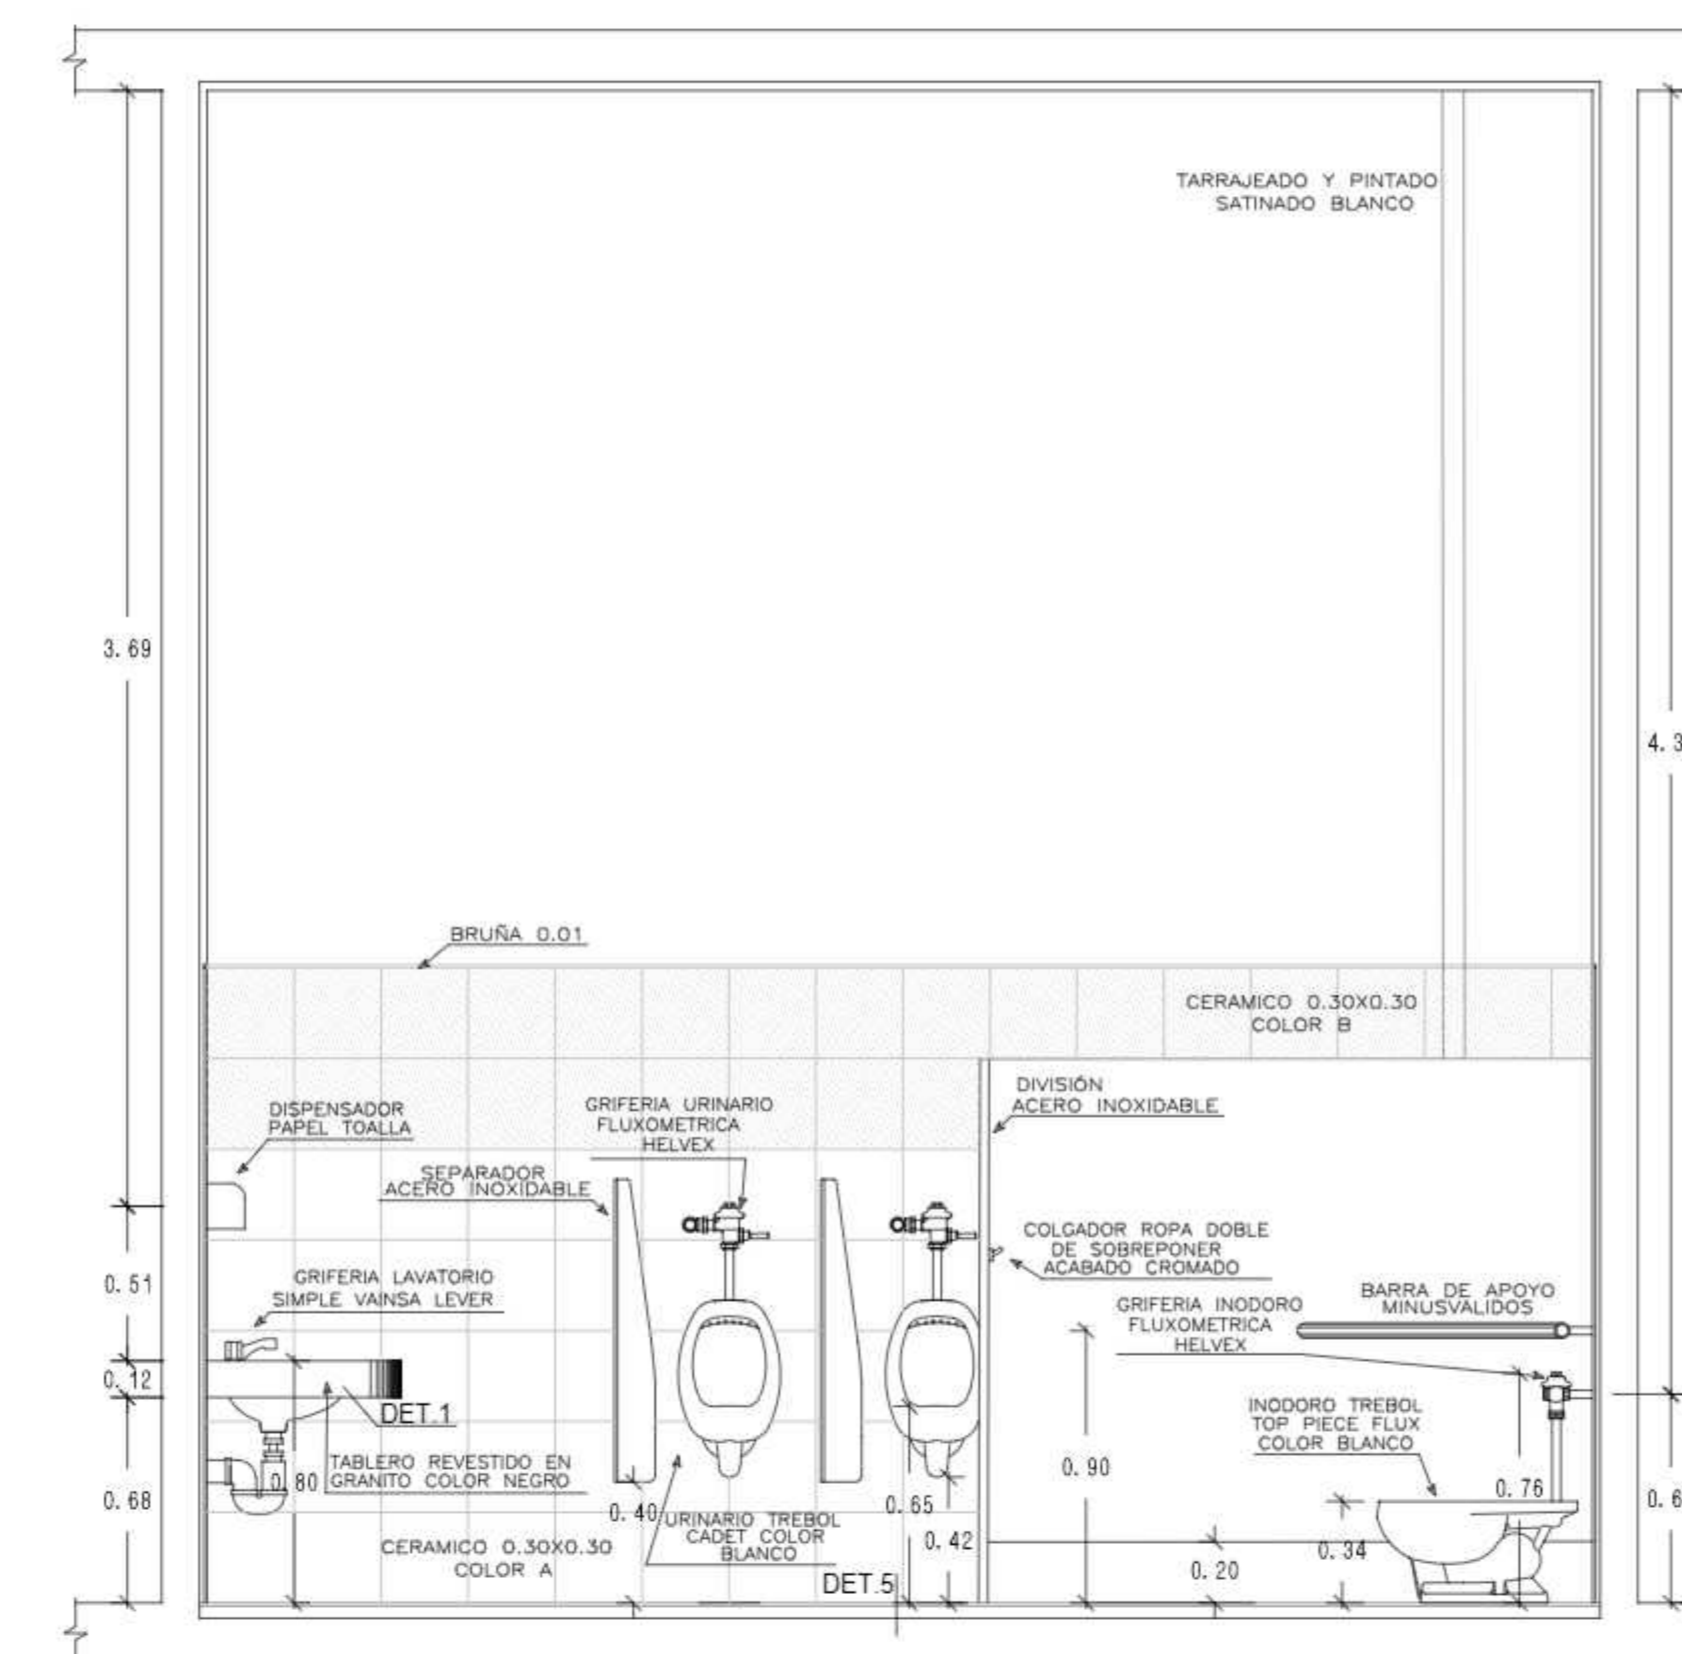 TARRAJEADO Y PINTADO
SATINADO BLANCO
3.69
4.3
BRUÑA 0.01
CERAMICO 0.30X0.30
COLOR B
DISPENSADOR
PAPEL TOALLA
GRIFERIA URINARIO
FLUXOMETRICA
HELVEX
DIVISIÓN
ACERO INOXIDABLE
SEPARADOR
ACERO INOXIDABLE
COLGADOR ROPA DOBLE
DE SOBREPONER
ACABADO CROMADO
0.51
GRIFERIA LAVATORIO
SIMPLE VAINSA LEVER
GRIFERIA INODORO
FLUXOMETRICA
HELVEX
BARRA DE APOYO
MINUSVALIDOS
0.12
DET.1
INODORO TREBOL
TOP PIECE FLUX
COLOR BLANCO
TABLERO REVESTIDO EN
GRANITO COLOR NEGRO
0.80
0.68
0.40
URINARIO TREBOL
CADET COLOR
BLANCO
0.65
0.42
0.90
0.76
0.6
0.34
0.20
CERAMICO 0.30X0.30
COLOR A
DET.5